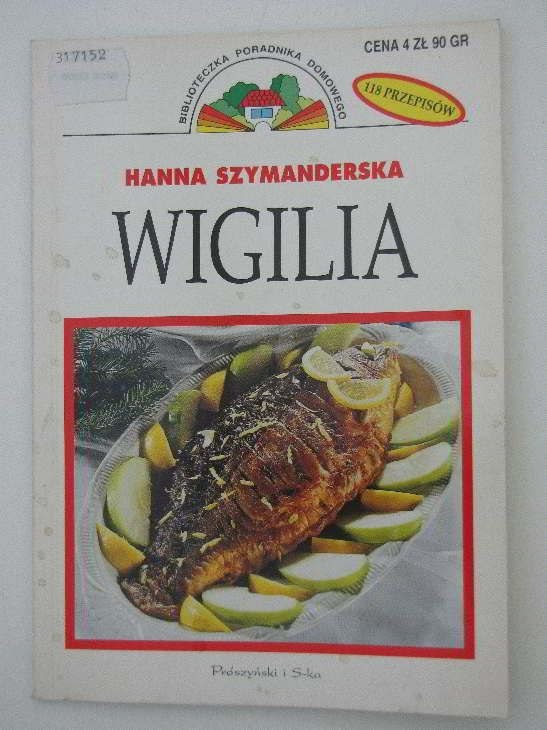 317152
BIBLIOTECZKA PORADNIKA DOMOWEGO
CENA 4 ZŁ 90 GR
118 PRZEPISÓW
HANNA SZYMANDERSKA
WIGILIA
Prószyński i S-ka